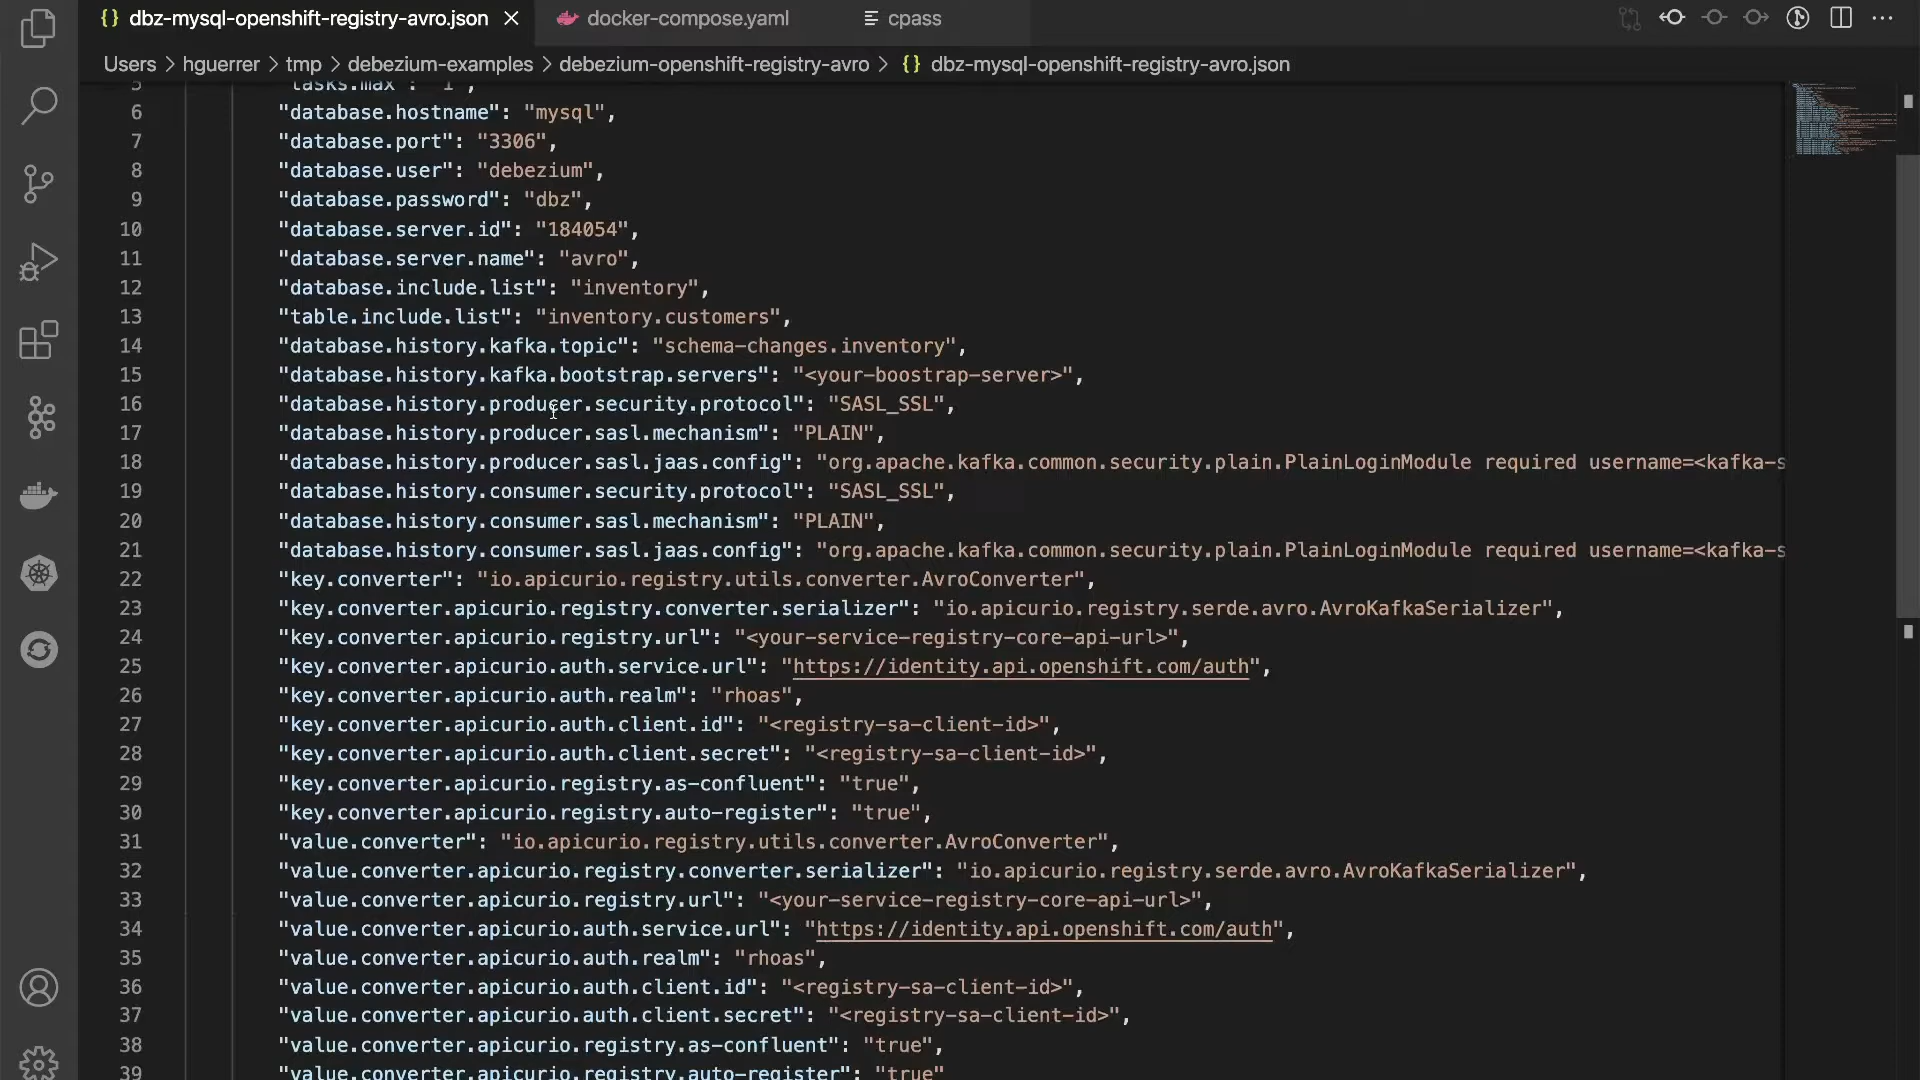 dbz-mysql-openshift-registry-avro.json
docker-compose.yaml
cpass
Users > hguerrer > tmp > debezium-examples > debezium-openshift-registry-avro > {} dbz-mysql-openshift-registry-avro.json
5 "tasks.max": "1",
6 "database.hostname": "mysql",
7 "database.port": "3306",
8 "database.user": "debezium",
9 "database.password": "dbz",
10 "database.server.id": "184054",
11 "database.server.name": "avro",
12 "database.include.list": "inventory",
13 "table.include.list": "inventory.customers",
14 "database.history.kafka.topic": "schema-changes.inventory",
15 "database.history.kafka.bootstrap.servers": "<your-boostrap-server>",
16 "database.history.producer.security.protocol": "SASL_SSL",
17 "database.history.producer.sasl.mechanism": "PLAIN",
18 "database.history.producer.sasl.jaas.config": "org.apache.kafka.common.security.plain.PlainLoginModule required username=<kafka-s
19 "database.history.consumer.security.protocol": "SASL_SSL",
20 "database.history.consumer.sasl.mechanism": "PLAIN",
21 "database.history.consumer.sasl.jaas.config": "org.apache.kafka.common.security.plain.PlainLoginModule required username=<kafka-s
22 "key.converter": "io.apicurio.registry.utils.converter.AvroConverter",
23 "key.converter.apicurio.registry.converter.serializer": "io.apicurio.registry.serde.avro.AvroKafkaSerializer",
24 "key.converter.apicurio.registry.url": "<your-service-registry-core-api-url>",
25 "key.converter.apicurio.auth.service.url": "https://identity.api.openshift.com/auth",
26 "key.converter.apicurio.auth.realm": "rhoas",
27 "key.converter.apicurio.auth.client.id": "<registry-sa-client-id>",
28 "key.converter.apicurio.auth.client.secret": "<registry-sa-client-id>",
29 "key.converter.apicurio.registry.as-confluent": "true",
30 "key.converter.apicurio.registry.auto-register": "true",
31 "value.converter": "io.apicurio.registry.utils.converter.AvroConverter",
32 "value.converter.apicurio.registry.converter.serializer": "io.apicurio.registry.serde.avro.AvroKafkaSerializer",
33 "value.converter.apicurio.registry.url": "<your-service-registry-core-api-url>",
34 "value.converter.apicurio.auth.service.url": "https://identity.api.openshift.com/auth",
35 "value.converter.apicurio.auth.realm": "rhoas",
36 "value.converter.apicurio.auth.client.id": "<registry-sa-client-id>",
37 "value.converter.apicurio.auth.client.secret": "<registry-sa-client-id>",
38 "value.converter.apicurio.registry.as-confluent": "true",
39 "value.converter.apicurio.registry.auto-register": "true"